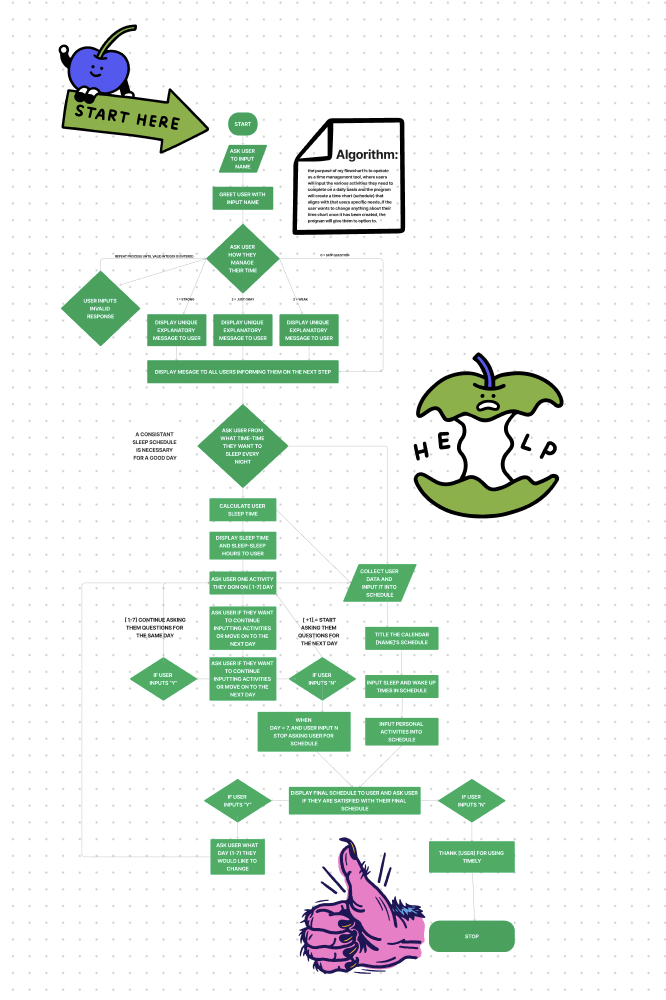 START HERE
START
ASK USER
TO INPUT
NAME
GREET USER WITH
INPUT NAME
Algorithm:
the purpose of my flowchart is to operate
as a time management tool, where users
will input the various activities they need to
complete on a daily basis and the program
will create a time chart (schedule) that
aligns with that users specific needs. If the
user wants to change anything about their
time chart once it has been created, the
program will give them to option to.
ASK USER
HOW THEY
MANAGE
THEIR TIME
REPEAT PROCESS UNTIL VALID INTEGER IS ENTERED
0 = SKIP QUESTION
USER INPUTS
INVALID
RESPONSE
1 = STRONG
2 = JUST OKAY
3 = WEAK
DISPLAY UNIQUE
EXPLANATORY
MESSAGE TO USER
DISPLAY UNIQUE
EXPLANATORY
MESSAGE TO USER
DISPLAY UNIQUE
EXPLANATORY
MESSAGE TO USER
DISPLAY MESAGE TO ALL USERS INFORMING THEM ON THE NEXT STEP
ASK USER FROM
WHAT TIME-TIME
THEY WANT TO
SLEEP EVERY
NIGHT
A CONSISTANT
SLEEP SCHEDULE
IS NECESSARY
FOR A GOOD DAY
HELP
CALCULATE USER
SLEEP TIME
DISPLAY SLEEP TIME
AND SLEEP-SLEEP
HOURS TO USER
ASK USER ONE ACTIVITY
THEY DON ON ( 1-7) DAY
COLLECT USER
DATA AND
INPUT IT INTO
SCHEDULE
[ 1-7] CONTINUE ASKING
THEM QUESTIONS FOR
THE SAME DAY
ASK USER IF THEY WANT
TO CONTINUE
INPUTTING ACTIVITIES
OR MOVE ON TO THE
NEXT DAY
[ +1] = START
ASKING THEM
QUESTIONS FOR
THE NEXT DAY
TITLE THE CALENDAR
[NAME]'S SCHEDULE
IF USER
INPUTS "Y"
ASK USER IF THEY WANT
TO CONTINUE
INPUTTING ACTIVITIES
OR MOVE ON TO THE
NEXT DAY
IF USER
INPUTS "N"
INPUT SLEEP AND WAKE UP
TIMES IN SCHEDULE
WHEN
DAY = 7, AND USER INPUT N
STOP ASKING USER FOR
SCHEDULE
INPUT PERSONAL
ACTIVITIES INTO
SCHEDULE
IF USER
INPUTS "Y"
DISPLAY FINAL SCHEDULE TO USER AND ASK USER
IF THEY ARE SATISFIED WITH THEIR FINAL
SCHEDULE
IF USER
INPUTS "N"
ASK USER WHAT
DAY (1-7) THEY
WOULD LIKE TO
CHANGE
THANK [USER] FOR USING
TIMELY
STOP